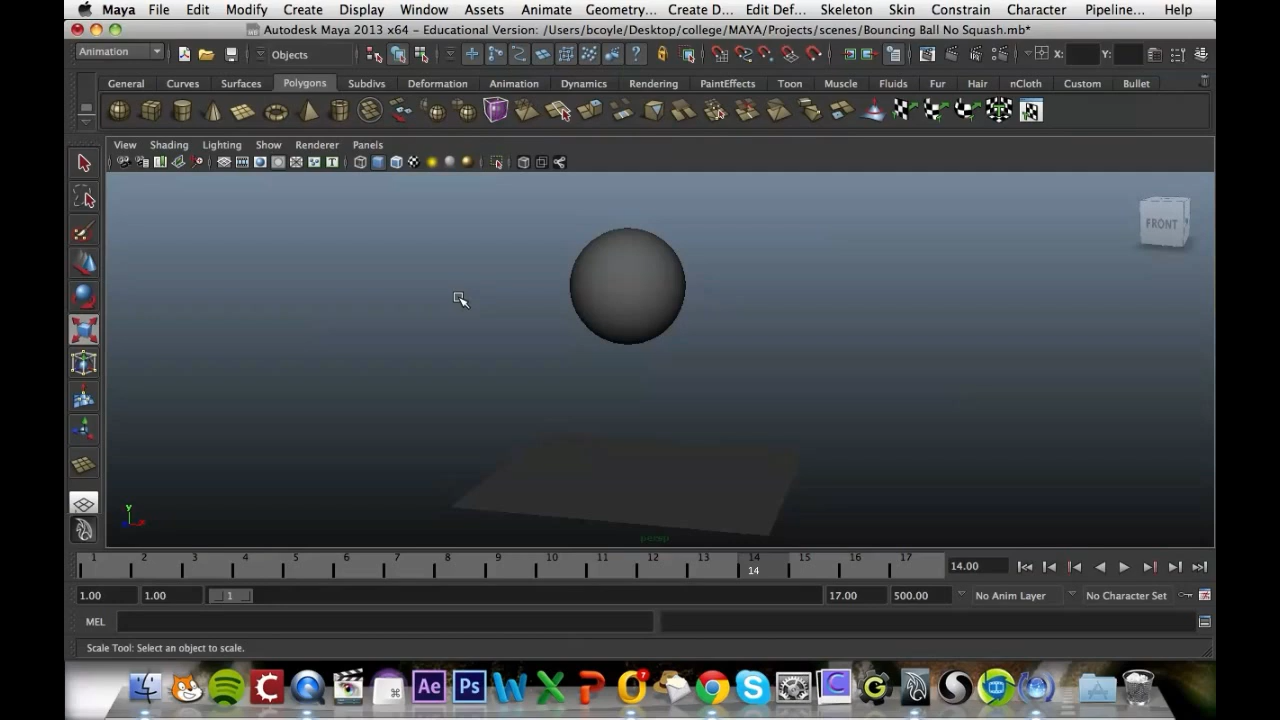 Maya File Edit Modify Create Display Window Assets Animate Geometry... Create D... Edit Def... Skeleton Skin Constrain Character Pipeline... Help
Autodesk Maya 2013 x64 - Educational Version: /Users/bcoyle/Desktop/college/MAYA/Projects/scenes/Bouncing Ball No Squash.mb*
Animation Objects X: Y:
General Curves Surfaces Polygons Subdivs Deformation Animation Dynamics Rendering PaintEffects Toon Muscle Fluids Fur Hair nCloth Custom Bullet
View Shading Lighting Show Renderer Panels
FRONT
y
1 2 3 4 5 6 7 8 9 10 11 12 13 14 15 16 17
14 14.00
1.00 1.00 1 17.00 500.00 No Anim Layer No Character Set
MEL
Scale Tool: Select an object to scale.
Ae Ps